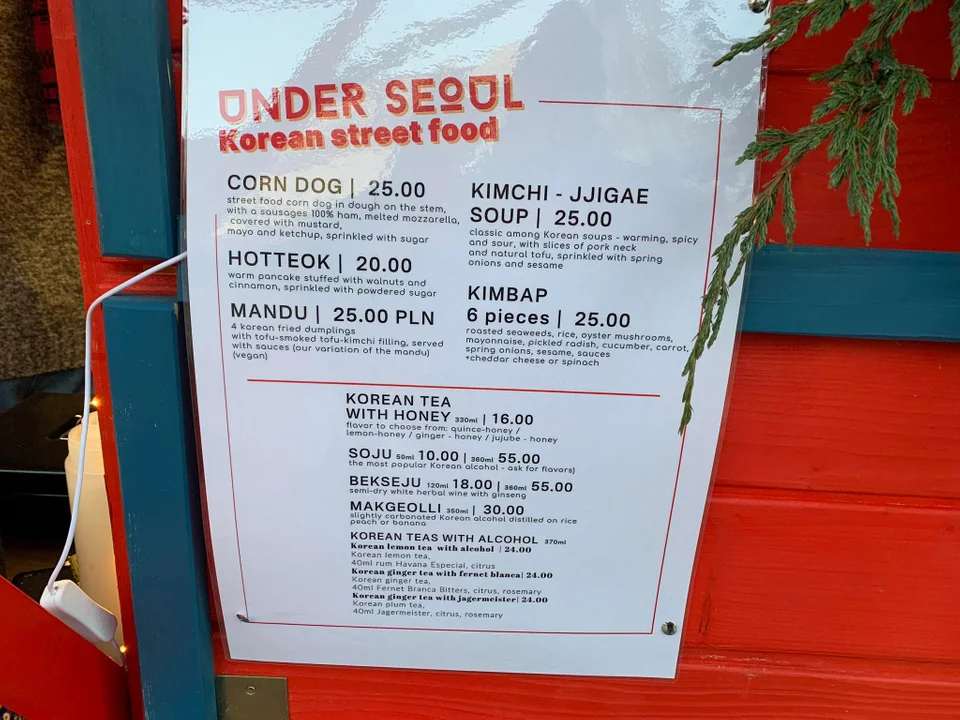 UNDER SEOUL
Korean street food
CORN DOG | 25.00
street food corn dog in dough on the stem,
with a sausages 100% ham, melted mozzarella,
covered with mustard,
mayo and ketchup, sprinkled with sugar
HOTTEOK | 20.00
warm pancake stuffed with walnuts and
cinnamon, sprinkled with powdered sugar
MANDU | 25.00 PLN
4 korean fried dumplings
with tofu-smoked tofu-kimchi filling, served
with sauces (our variation of the mandu)
(vegan)
KIMCHI - JJIGAE
SOUP | 25.00
classic among Korean soups - warming, spicy
and sour, with slices of pork neck
and natural tofu, sprinkled with spring
onions and sesame
KIMBAP
6 pieces | 25.00
roasted seaweeds, rice, oyster mushrooms,
mayonnaise, pickled radish, cucumber, carrot,
spring onions, sesame, sauces
+cheddar cheese or spinach
KOREAN TEA
WITH HONEY 330ml | 16.00
flavor to choose from: quince-honey /
lemon-honey / ginger - honey / jujube - honey
SOJU 50ml 10.00 | 360ml 55.00
the most popular Korean alcohol - ask for flavors)
BEKSEJU 120ml 18.00 | 360ml 55.00
semi-dry white herbal wine with ginseng
MAKGEOLLI 350ml | 30.00
slightly carbonated Korean alcohol distilled on rice
peach or banana
KOREAN TEAS WITH ALCOHOL 370ml
Korean lemon tea with alcohol | 24.00
Korean lemon tea,
40ml rum Havana Especial, citrus
Korean ginger tea with fernet blanca| 24.00
Korean ginger tea,
40ml Fernet Branca Bitters, citrus, rosemary
Korean ginger tea with jagermeister| 24.00
Korean plum tea,
40ml Jagermeister, citrus, rosemary